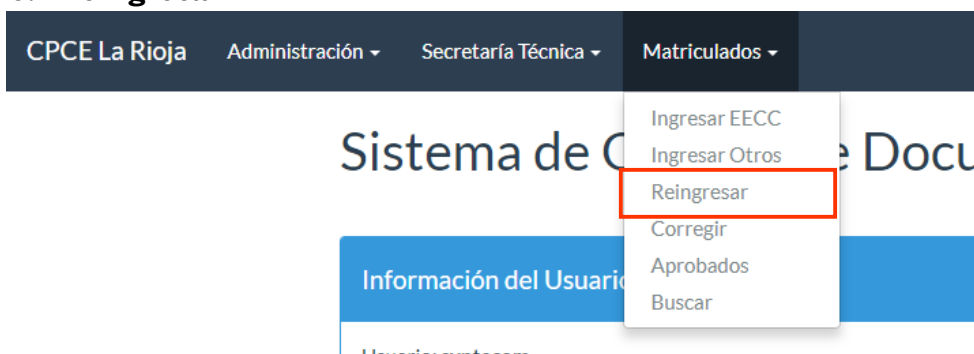 CPCE La Rioja Administración Secretaría Técnica Matriculados
Ingresar EECC
Ingresar Otros
Reingresar
Corregir
Aprobados
Buscar
Sistema de Docu
Información del Usuario